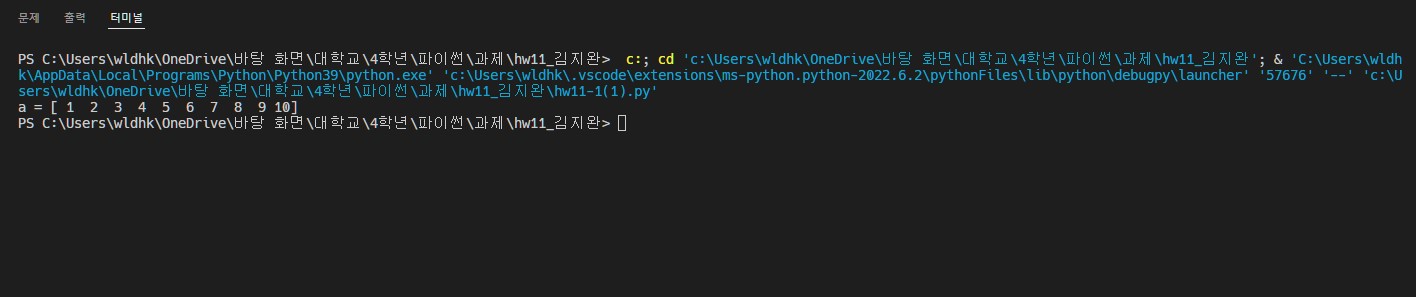 문제 출력 터미널
PS C:\Users\wldhk\OneDrive\바탕 화면\대학교\4학년\파이썬\과제\hw11_김지완>  c:; cd 'c:\Users\wldhk\OneDrive\바탕 화면\대학교\4학년\파이썬\과제\hw11_김지완'; & 'C:\Users\wldh
k\AppData\Local\Programs\Python\Python39\python.exe' 'c:\Users\wldhk\.vscode\extensions\ms-python.python-2022.6.2\pythonFiles\lib\python\debugpy\launcher' '57676' '--' 'c:\U
sers\wldhk\OneDrive\바탕 화면\대학교\4학년\파이썬\과제\hw11_김지완\hw11-1(1).py'
a = [ 1  2  3  4  5  6  7  8  9 10]
PS C:\Users\wldhk\OneDrive\바탕 화면\대학교\4학년\파이썬\과제\hw11_김지완>